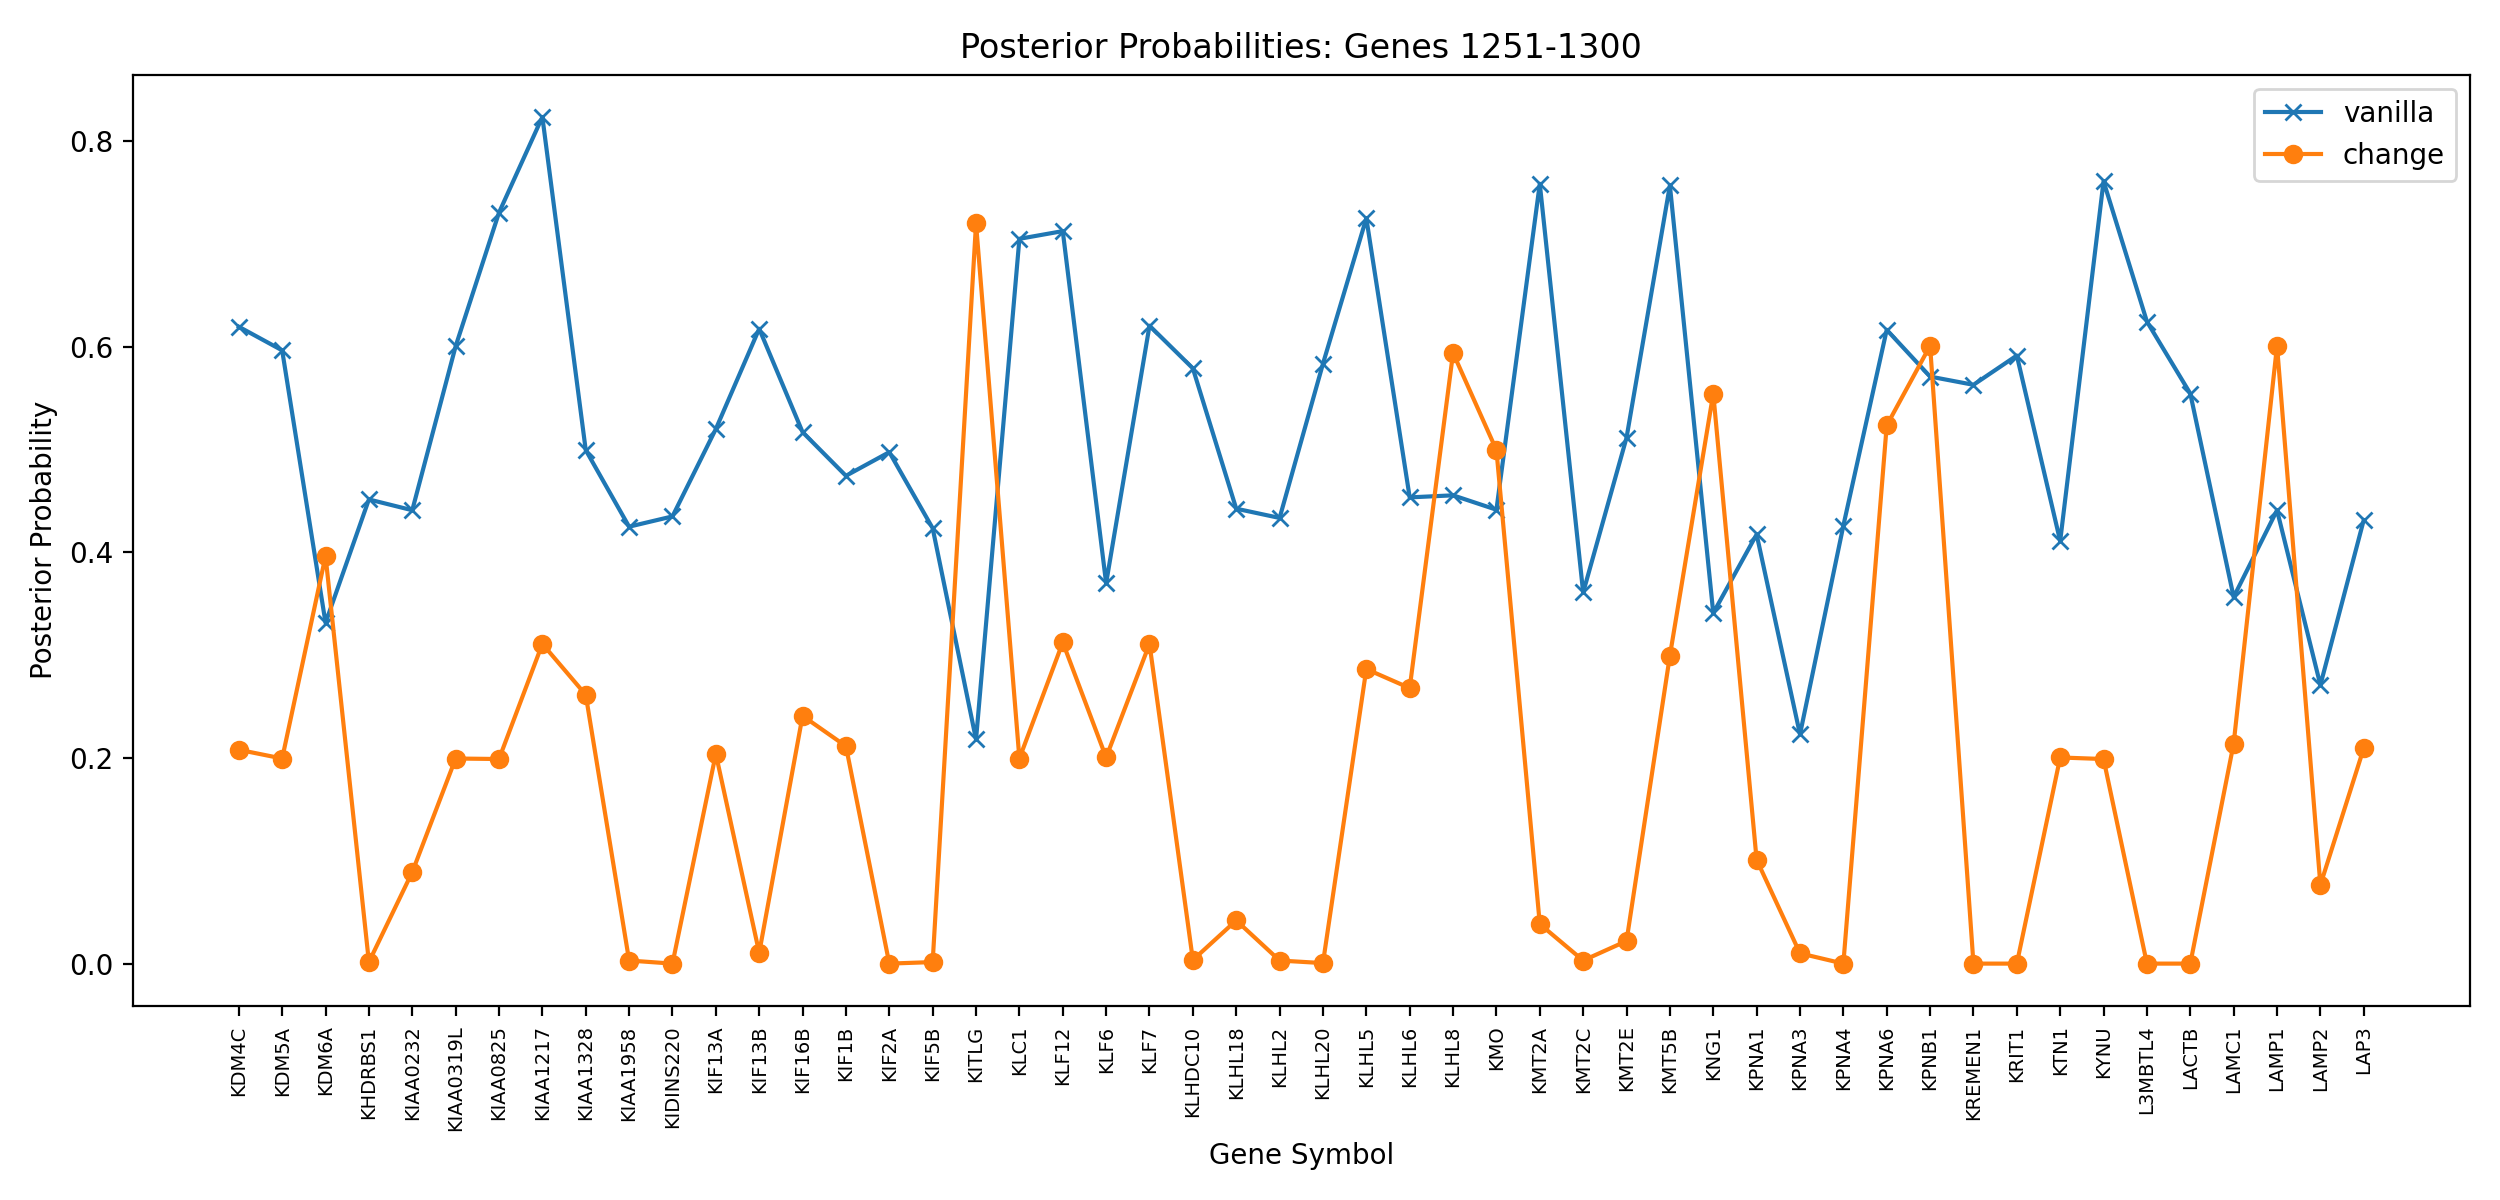 Posterior Probabilities: Genes 1251-1300
vanilla
change
Posterior Probability
0.8
0.6
0.4
0.2
0.0
KDM4C
KDM5A
KDM6A
KHDRBS1
KIAA0232
KIAA0319L
KIAA0825
KIAA1217
KIAA1328
KIAA1958
KIDINS220
KIF13A
KIF13B
KIF16B
KIF1B
KIF2A
KIF5B
KITLG
KLC1
KLF12
KLF6
KLF7
KLHDC10
KLHL18
KLHL2
KLHL20
KLHL5
KLHL6
KLHL8
KMO
KMT2A
KMT2C
KMT2E
KMT5B
KNG1
KPNA1
KPNA3
KPNA4
KPNA6
KPNB1
KREMEN1
KRIT1
KTN1
KYNU
L3MBTL4
LACTB
LAMC1
LAMP1
LAMP2
LAP3
Gene Symbol